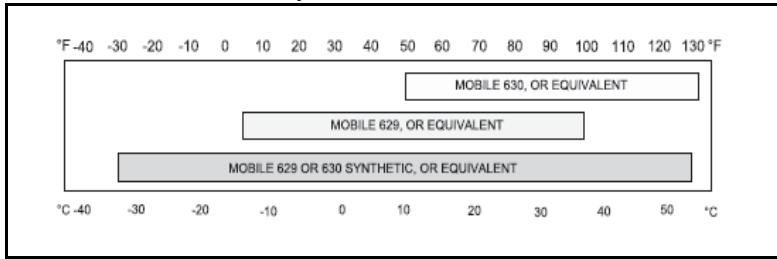 °F -40 -30 -20 -10 0 10 20 30 40 50 60 70 80 90 100 110 120 130 °F
MOBILE 630, OR EQUIVALENT
MOBILE 629, OR EQUIVALENT
MOBILE 629 OR 630 SYNTHETIC, OR EQUIVALENT
°C -40 -30 -20 -10 0 10 20 30 40 50 °C